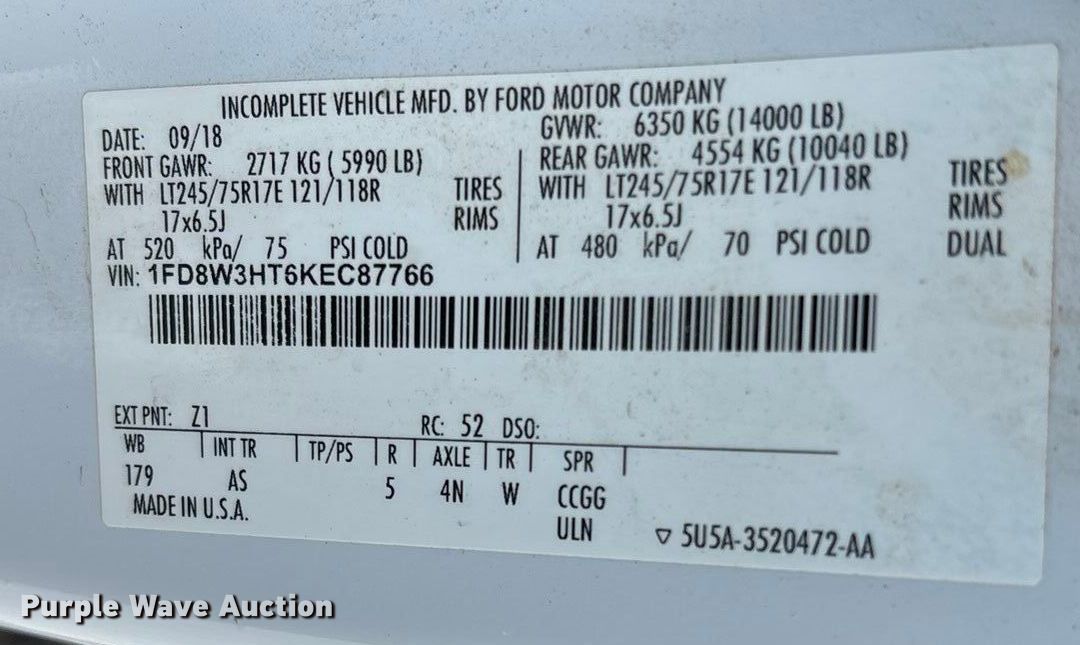 INCOMPLETE VEHICLE MFD. BY FORD MOTOR COMPANY
DATE: 09/18 GVWR: 6350 KG (14000 LB)
FRONT GAWR: 2717 KG ( 5990 LB) REAR GAWR: 4554 KG (10040 LB)
WITH LT245/75R17E 121/118R TIRES WITH LT245/75R17E 121/118R TIRES
17x6.5J RIMS 17x6.5J RIMS
AT 520 kPa/ 75 PSI COLD AT 480 kPa/ 70 PSI COLD DUAL
VIN: 1FD8W3HT6KEC87766
EXT PNT: Z1 RC: 52 DSO:
WB INT TR TP/PS R AXLE TR SPR
179 AS 5 4N W CCGG
MADE IN U.S.A. ULN 5U5A-3520472-AA
Purple Wave Auction